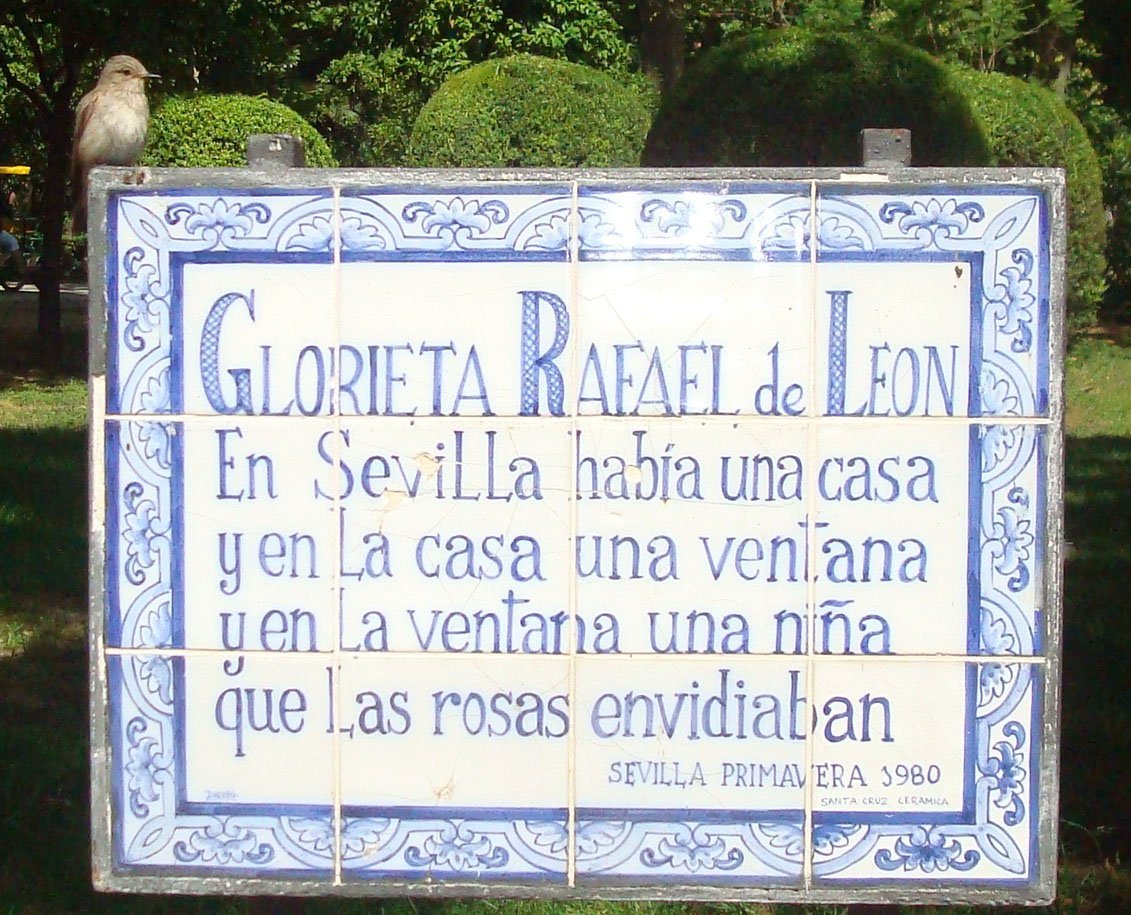 GLORIETA RAFAEL de LEON
En Sevilla había una casa
y en la casa una ventana
y en la ventana una niña
que las rosas envidiaban
SEVILLA PRIMAVERA 1980
SANTA CRUZ CERAMICA